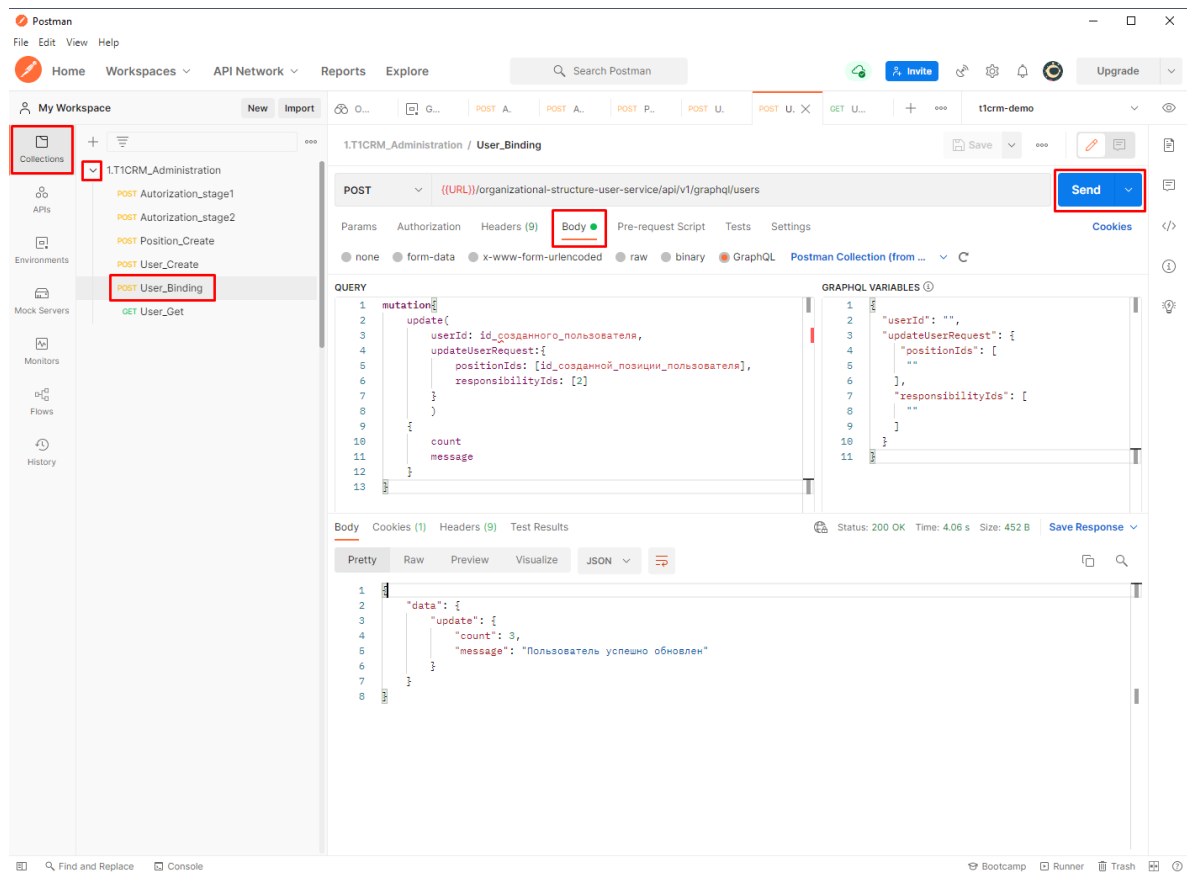 Postman
File Edit View Help
Home Workspaces API Network Reports Explore Search Postman Invite Upgrade
My Workspace New Import O... G... POST A. POST A.. POST P.. POST U. POST U. GET U... t1crm-demo
Collections
APIs
Environments
Mock Servers
Monitors
Flows
History
1.T1CRM_Administration
POST Autorization_stage1
POST Autorization_stage2
POST Position_Create
POST User_Create
POST User_Binding
GET User_Get
1.T1CRM_Administration / User_Binding Save
POST {{URL}}/organizational-structure-user-service/api/v1/graphql/users Send
Params Authorization Headers (9) Body Pre-request Script Tests Settings Cookies
none form-data x-www-form-urlencoded raw binary GraphQL Postman Collection (from ...
QUERY
1 mutation{
2 update(
3 userId: id_созданного_пользователя,
4 updateUserRequest:{
5 positionIds: [id_созданной_позиции_пользователя],
6 responsibilityIds: [2]
7 }
8 )
9 {
10 count
11 message
12 }
13 }
GRAPHQL VARIABLES
1 {
2 "userId": "",
3 "updateUserRequest": {
4 "positionIds": [
5 ""
6 ],
7 "responsibilityIds": [
8 ""
9 ]
10 }
11 }
Body Cookies (1) Headers (9) Test Results Status: 200 OK Time: 4.06 s Size: 452 B Save Response
Pretty Raw Preview Visualize JSON
1 {
2 "data": {
3 "update": {
4 "count": 3,
5 "message": "Пользователь успешно обновлен"
6 }
7 }
8 }
Find and Replace Console Bootcamp Runner Trash